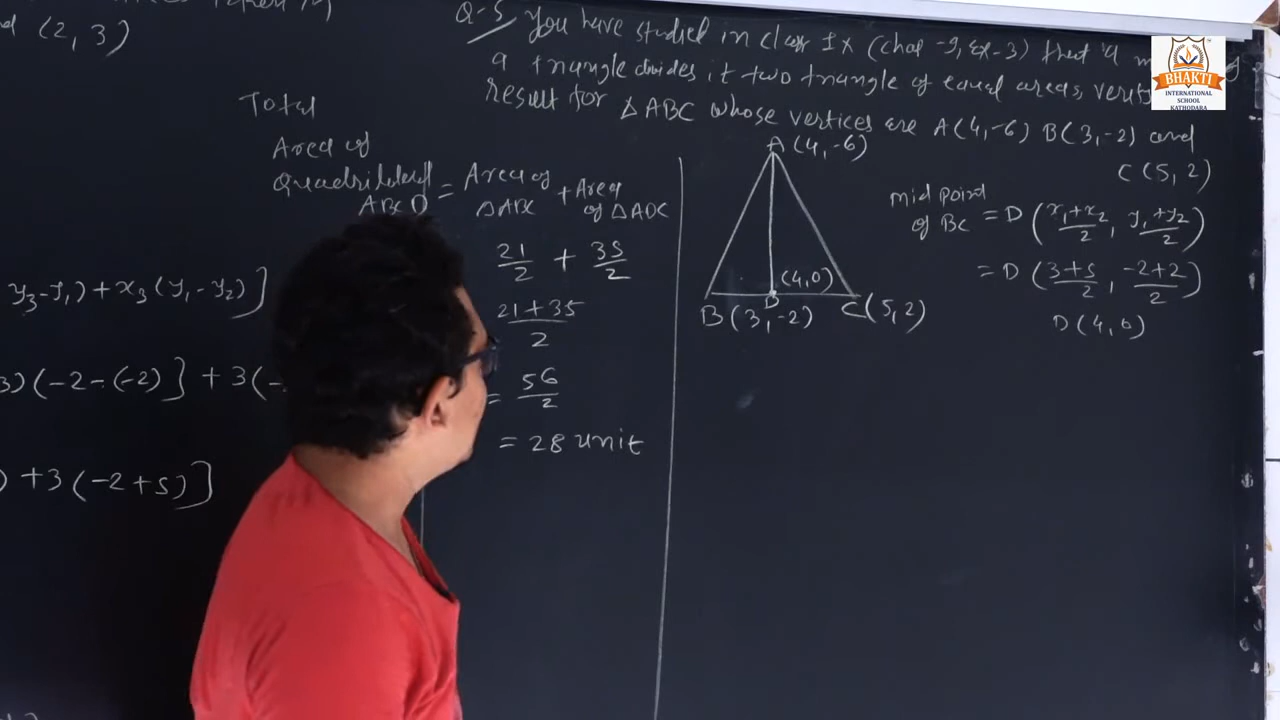 (2, 3)
Q-5 You have studied in class IX (chap -9, Ex-3) that a
a triangle divides it two triangle of equal areas,
result for △ABC whose vertices are A(4,-6) B(3,-2) and
C(5, 2)
Total
Area of
Quadrilateral = Area of + Area
ABCD △ABC of △ADC
21/2 + 35/2
21+35/2
= 56/2
= 28 unit
y3-y1) + x3(y1-y2)]
3)(-2-(-2)] + 3(-
) +3(-2+5)]
A(4,-6)
(4,0)
D
B(3,-2) C(5,2)
mid point
of BC = D (x1+x2/2, y1+y2/2)
= D (3+5/2, -2+2/2)
D(4,0)
BHAKTI
INTERNATIONAL
SCHOOL
KATHODARA